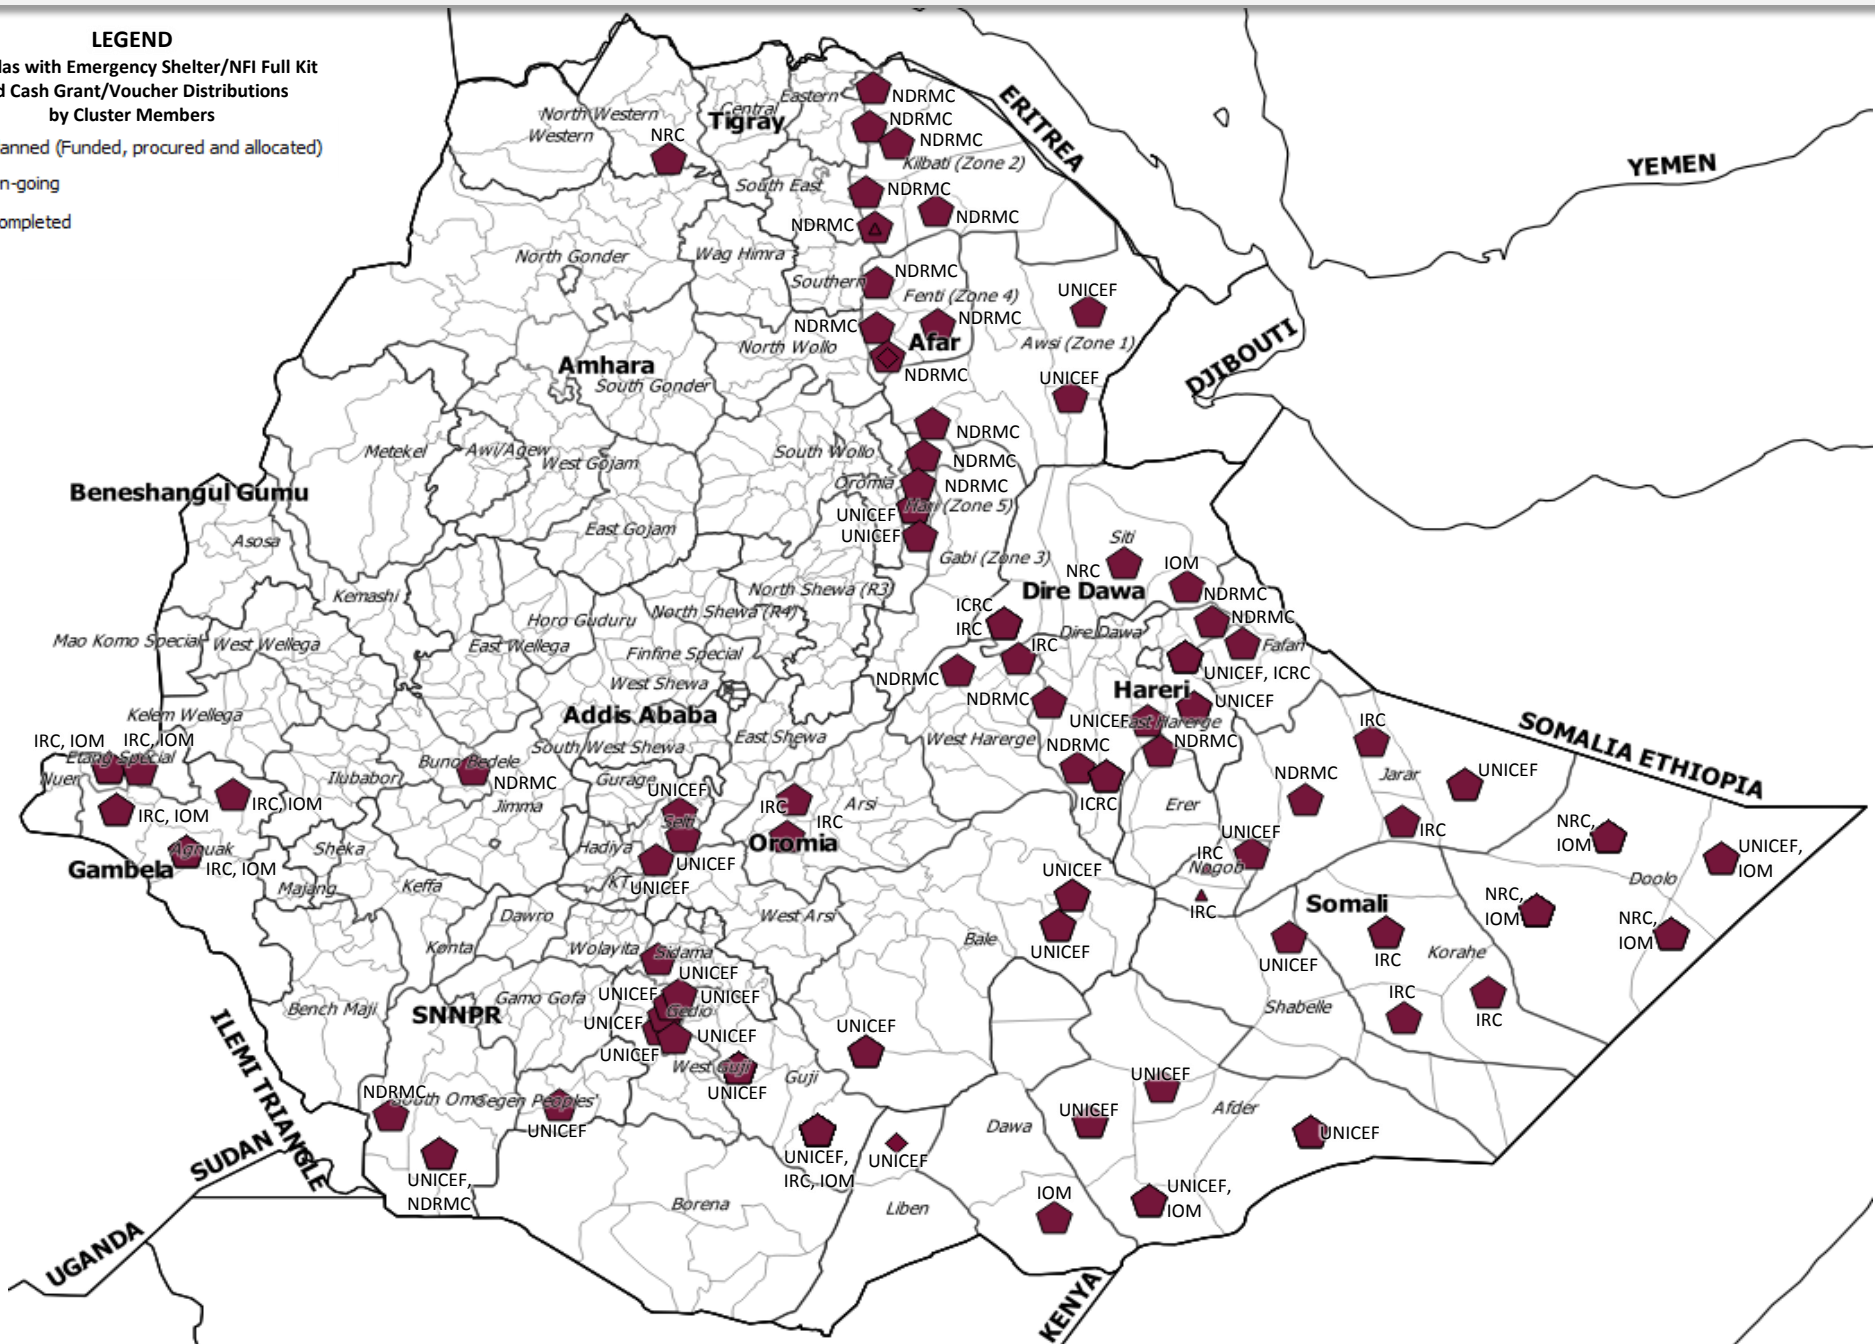 LEGEND
las with Emergency Shelter/NFI Full Kit
d Cash Grant/Voucher Distributions
by Cluster Members
anned (Funded, procured and allocated)
n-going
ompleted
ERITREA
YEMEN
DJIBOUTI
SOMALIA ETHIOPIA
KENYA
UGANDA
SUDAN
ILEMI TRIANGLE
North Western
Western
NRC
Central
Eastern
Tigray
NDRMC
NDRMC
NDRMC
Kilbati (Zone 2)
South East
NDRMC
NDRMC
NDRMC
North Gonder
Wag Himra
Southern
NDRMC
Fenti (Zone 4)
UNICEF
NDRMC
NDRMC
North Wollo
Afar
Awsi (Zone 1)
Amhara
South Gonder
NDRMC
UNICEF
Metekel
Awi/Agew
West Gojam
South Wollo
NDRMC
NDRMC
Oromia
NDRMC
Hari (Zone 5)
UNICEF
UNICEF
Beneshangul Gumu
Asosa
East Gojam
Gabi (Zone 3)
Siti
NRC
IOM
Kemashi
North Shewa (R3)
Dire Dawa
NDRMC
Horo Guduru
North Shewa (R4)
ICRC
IRC
NDRMC
Mao Komo Special
West Wellega
East Wellega
Finfine Special
Dire Dawa
IRC
Fafan
West Shewa
NDRMC
UNICEF, ICRC
Hareri
NDRMC
UNICEF
Kelem Wellega
Addis Ababa
UNICEF
East Harerge
IRC
IRC, IOM
IRC, IOM
South West Shewa
East Shewa
West Harerge
NDRMC
NDRMC
Etang Special
Nuer
Ilubabor
Buno Bedele
NDRMC
Gurage
NDRMC
Jarar
UNICEF
IRC, IOM
Jimma
UNICEF
IRC
Arsi
ICRC
Erer
IRC, IOM
Selti
IRC
IRC
NRC,
IOM
Sheka
Hadiya
Oromia
UNICEF
IRC
Agnuak
Gambela
IRC, IOM
UNICEF
Nogob
UNICEF,
IOM
Majang
Keffa
KT
UNICEF
UNICEF
Doolo
IRC
Somali
NRC,
IOM
Dawro
West Arsi
NRC,
IOM
Konta
Wolayita
Sidama
Bale
UNICEF
UNICEF
IRC
Korahe
UNICEF
Bench Maji
SNNPR
Gamo Gofa
UNICEF
UNICEF
Gedio
UNICEF
UNICEF
UNICEF
UNICEF
IRC
IRC
Shabelle
West Guji
Guji
UNICEF
NDRMC
South Omo
Segen Peoples'
UNICEF
UNICEF
UNICEF
Afder
Dawa
UNICEF
UNICEF,
NDRMC
UNICEF,
IRC, IOM
UNICEF
Borena
Liben
IOM
UNICEF,
IOM